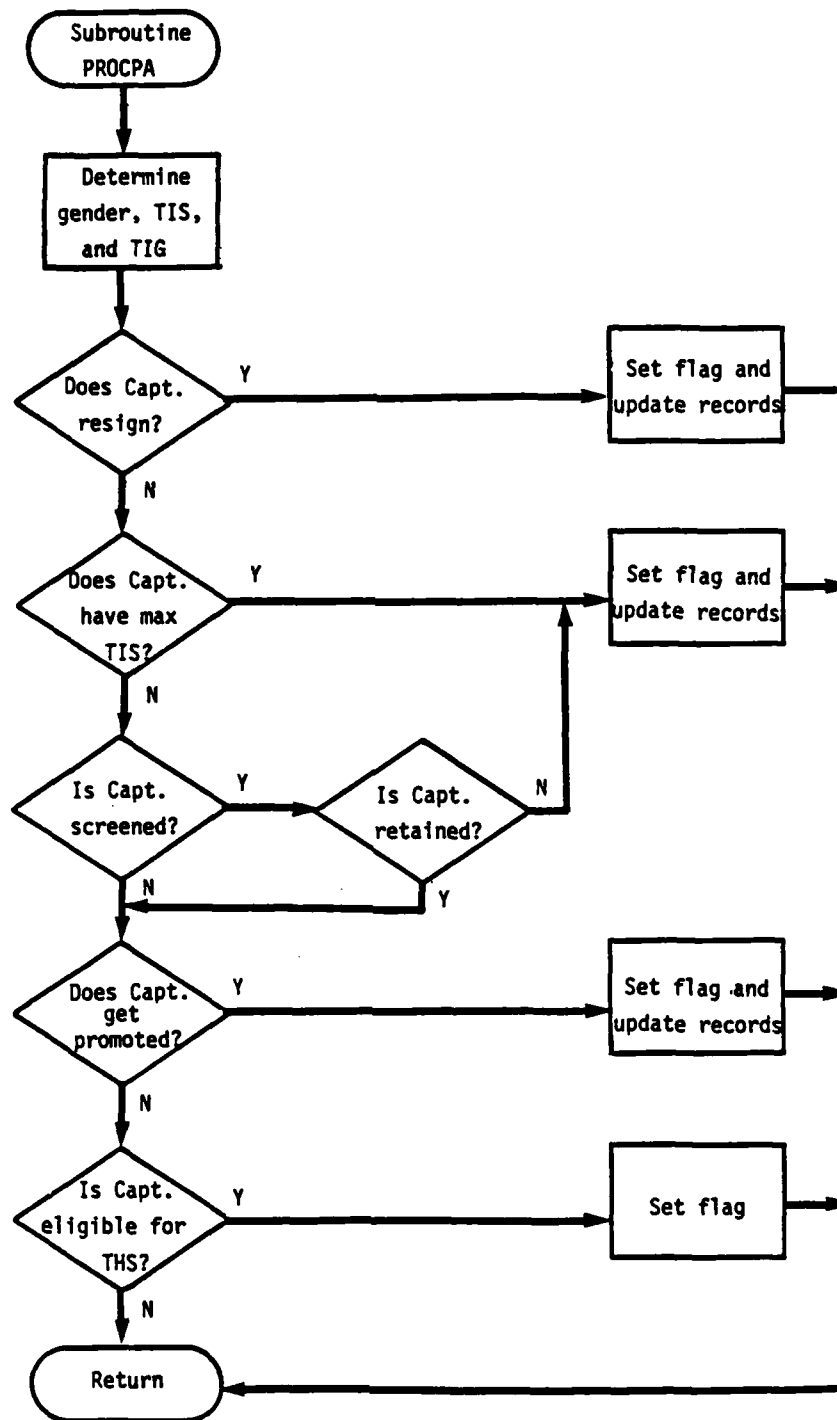 Subroutine
PROCPA
Determine
gender, TIS,
and TIG
Does Capt.
resign?
Y
N
Set flag and
update records
Does Capt.
have max
TIS?
Y
N
Set flag and
update records
Is Capt.
screened?
Y
N
Is Capt.
retained?
N
Y
Does Capt.
get
promoted?
Y
N
Set flag and
update records
Is Capt.
eligible for
THS?
Y
N
Set flag
Return